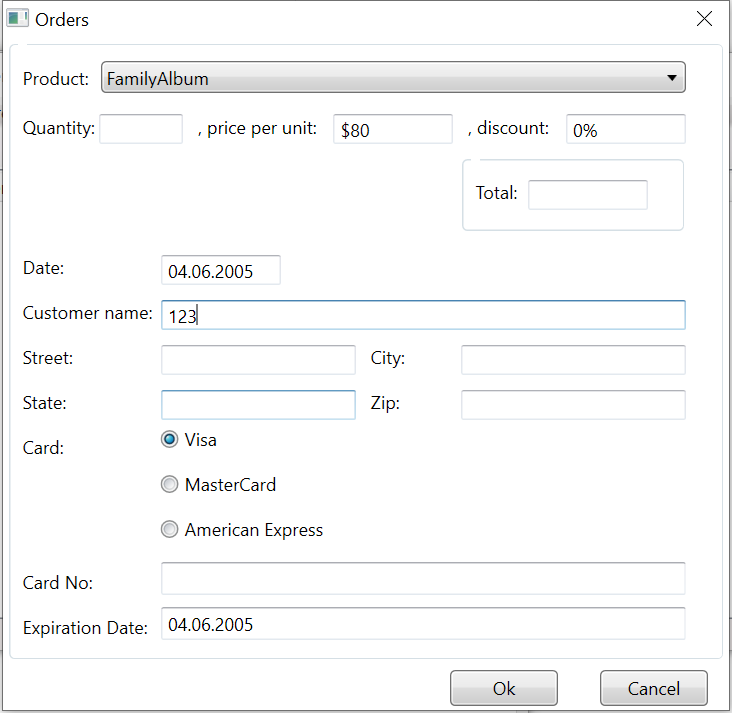 Orders
Product: FamilyAlbum
Quantity: , price per unit: $80 , discount: 0%
Total:
Date: 04.06.2005
Customer name: 123
Street: City:
State: Zip:
Card: Visa
MasterCard
American Express
Card No:
Expiration Date: 04.06.2005
Ok Cancel